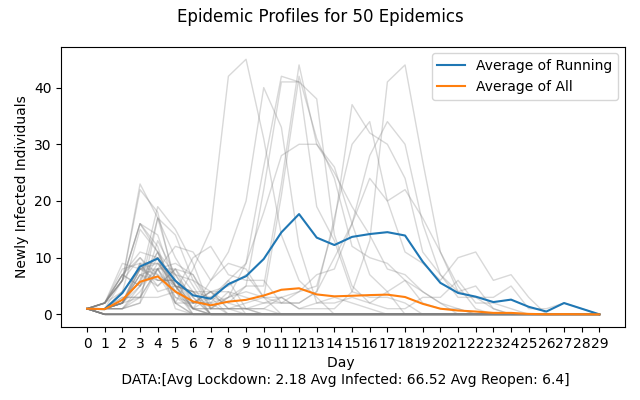 Epidemic Profiles for 50 Epidemics
Average of Running
Average of All
Newly Infected Individuals
40
30
20
10
0
0 1 2 3 4 5 6 7 8 9 10 11 12 13 14 15 16 17 18 19 20 21 22 23 24 25 26 27 28 29
Day
DATA:[Avg Lockdown: 2.18 Avg Infected: 66.52 Avg Reopen: 6.4]